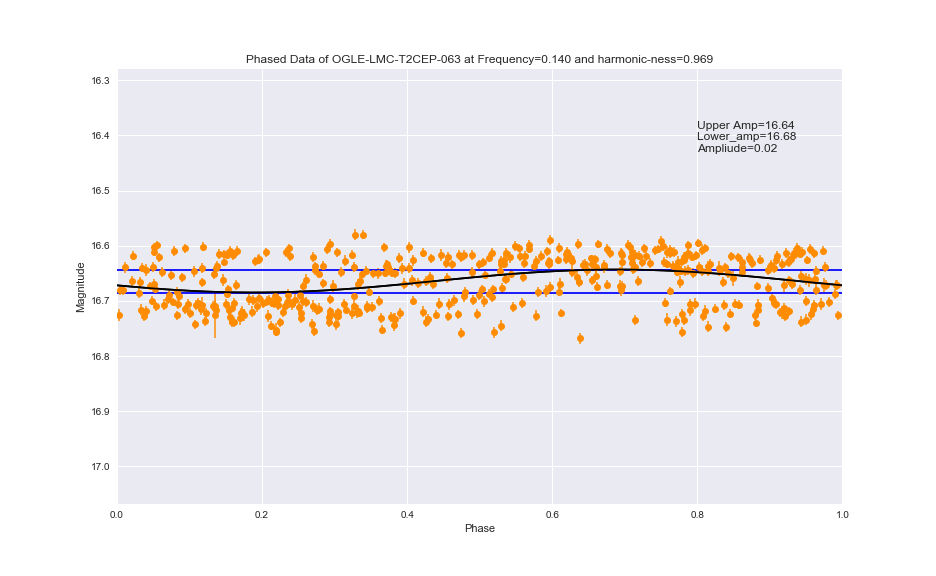 Phased Data of OGLE-LMC-T2CEP-063 at Frequency=0.140 and harmonic-ness=0.969
16.3
16.4
16.5
16.6
16.7
16.8
16.9
17.0
Magnitude
Upper Amp=16.64
Lower_amp=16.68
Ampliude=0.02
0.0 0.2 0.4 0.6 0.8 1.0
Phase